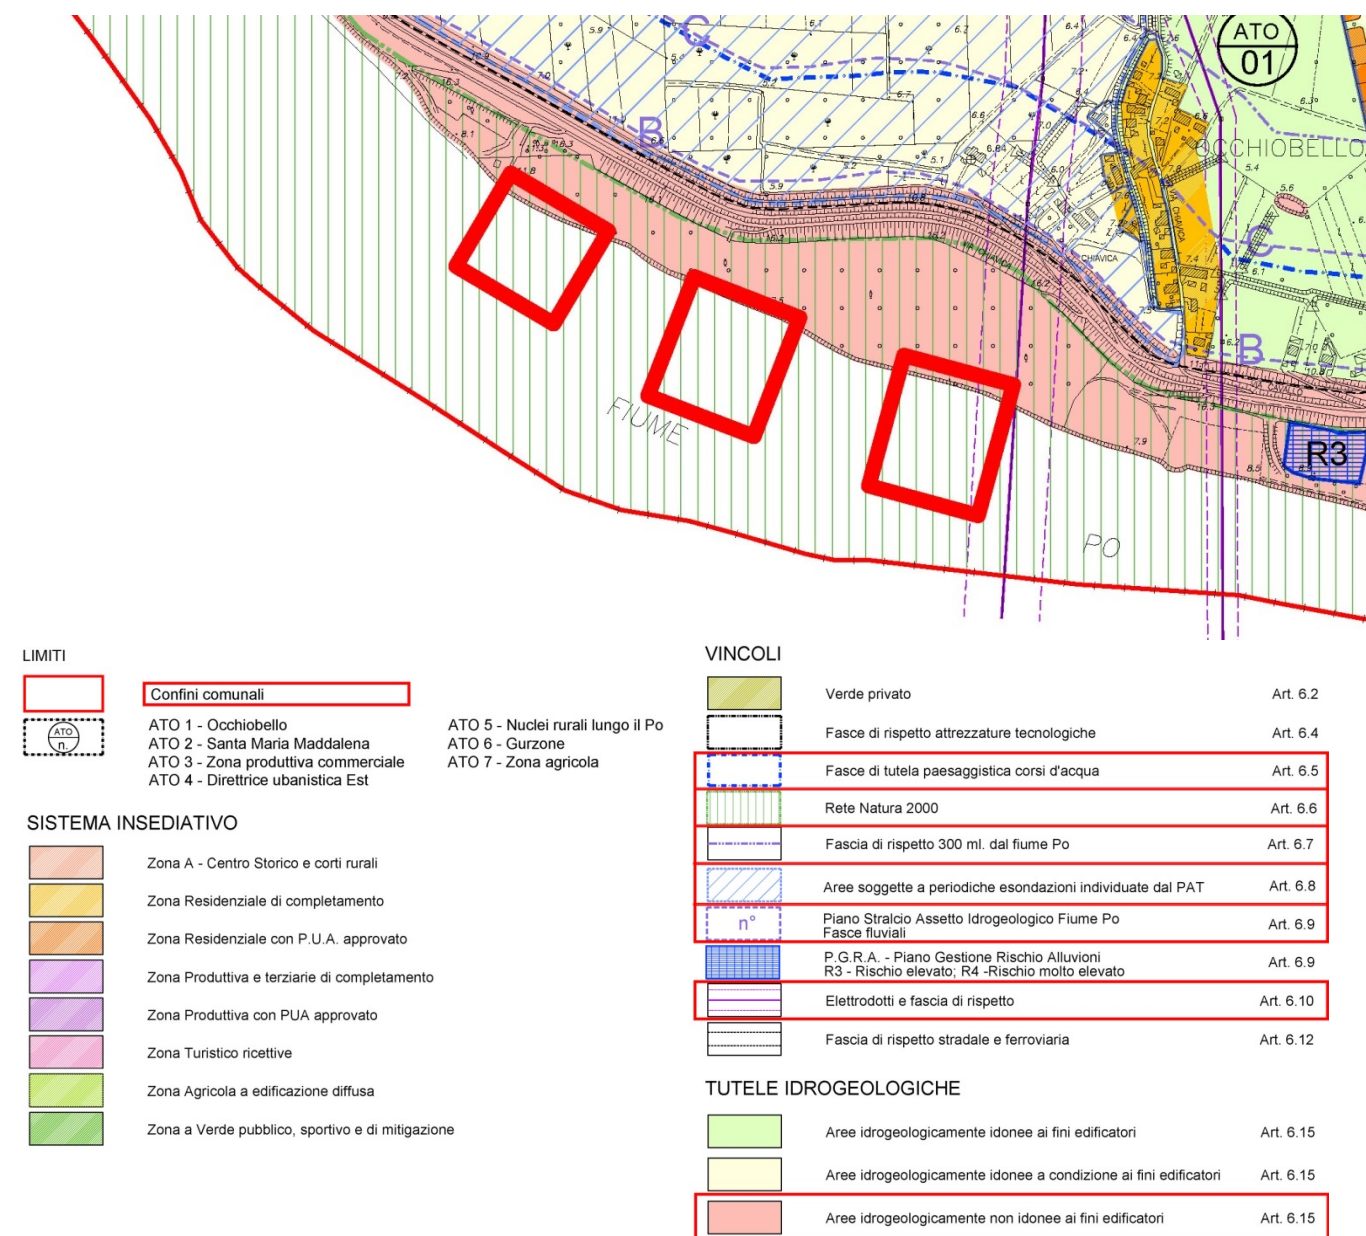 ATO
01
C
B
OCCHIOBELLO
VIA CHIAVICA
CHIAVICA
C
B
R3
FIUME
PO
LIMITI
Confini comunali
ATO
n.
ATO 1 - Occhiobello
ATO 2 - Santa Maria Maddalena
ATO 3 - Zona produttiva commerciale
ATO 4 - Direttrice ubanistica Est
ATO 5 - Nuclei rurali lungo il Po
ATO 6 - Gurzone
ATO 7 - Zona agricola
SISTEMA INSEDIATIVO
Zona A - Centro Storico e corti rurali
Zona Residenziale di completamento
Zona Residenziale con P.U.A. approvato
Zona Produttiva e terziarie di completamento
Zona Produttiva con PUA approvato
Zona Turistico ricettive
Zona Agricola a edificazione diffusa
Zona a Verde pubblico, sportivo e di mitigazione
VINCOLI
Verde privato Art. 6.2
Fasce di rispetto attrezzature tecnologiche Art. 6.4
Fasce di tutela paesaggistica corsi d'acqua Art. 6.5
Rete Natura 2000 Art. 6.6
Fascia di rispetto 300 ml. dal fiume Po Art. 6.7
Aree soggette a periodiche esondazioni individuate dal PAT Art. 6.8
n°
Piano Stralcio Assetto Idrogeologico Fiume Po
Fasce fluviali Art. 6.9
P.G.R.A. - Piano Gestione Rischio Alluvioni
R3 - Rischio elevato; R4 -Rischio molto elevato Art. 6.9
Elettrodotti e fascia di rispetto Art. 6.10
Fascia di rispetto stradale e ferroviaria Art. 6.12
TUTELE IDROGEOLOGICHE
Aree idrogeologicamente idonee ai fini edificatori Art. 6.15
Aree idrogeologicamente idonee a condizione ai fini edificatori Art. 6.15
Aree idrogeologicamente non idonee ai fini edificatori Art. 6.15